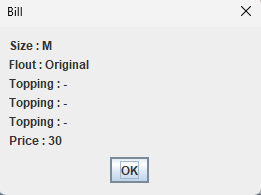 Bill
Size : M
Flout : Original
Topping : -
Topping : -
Topping : -
Price : 30
OK